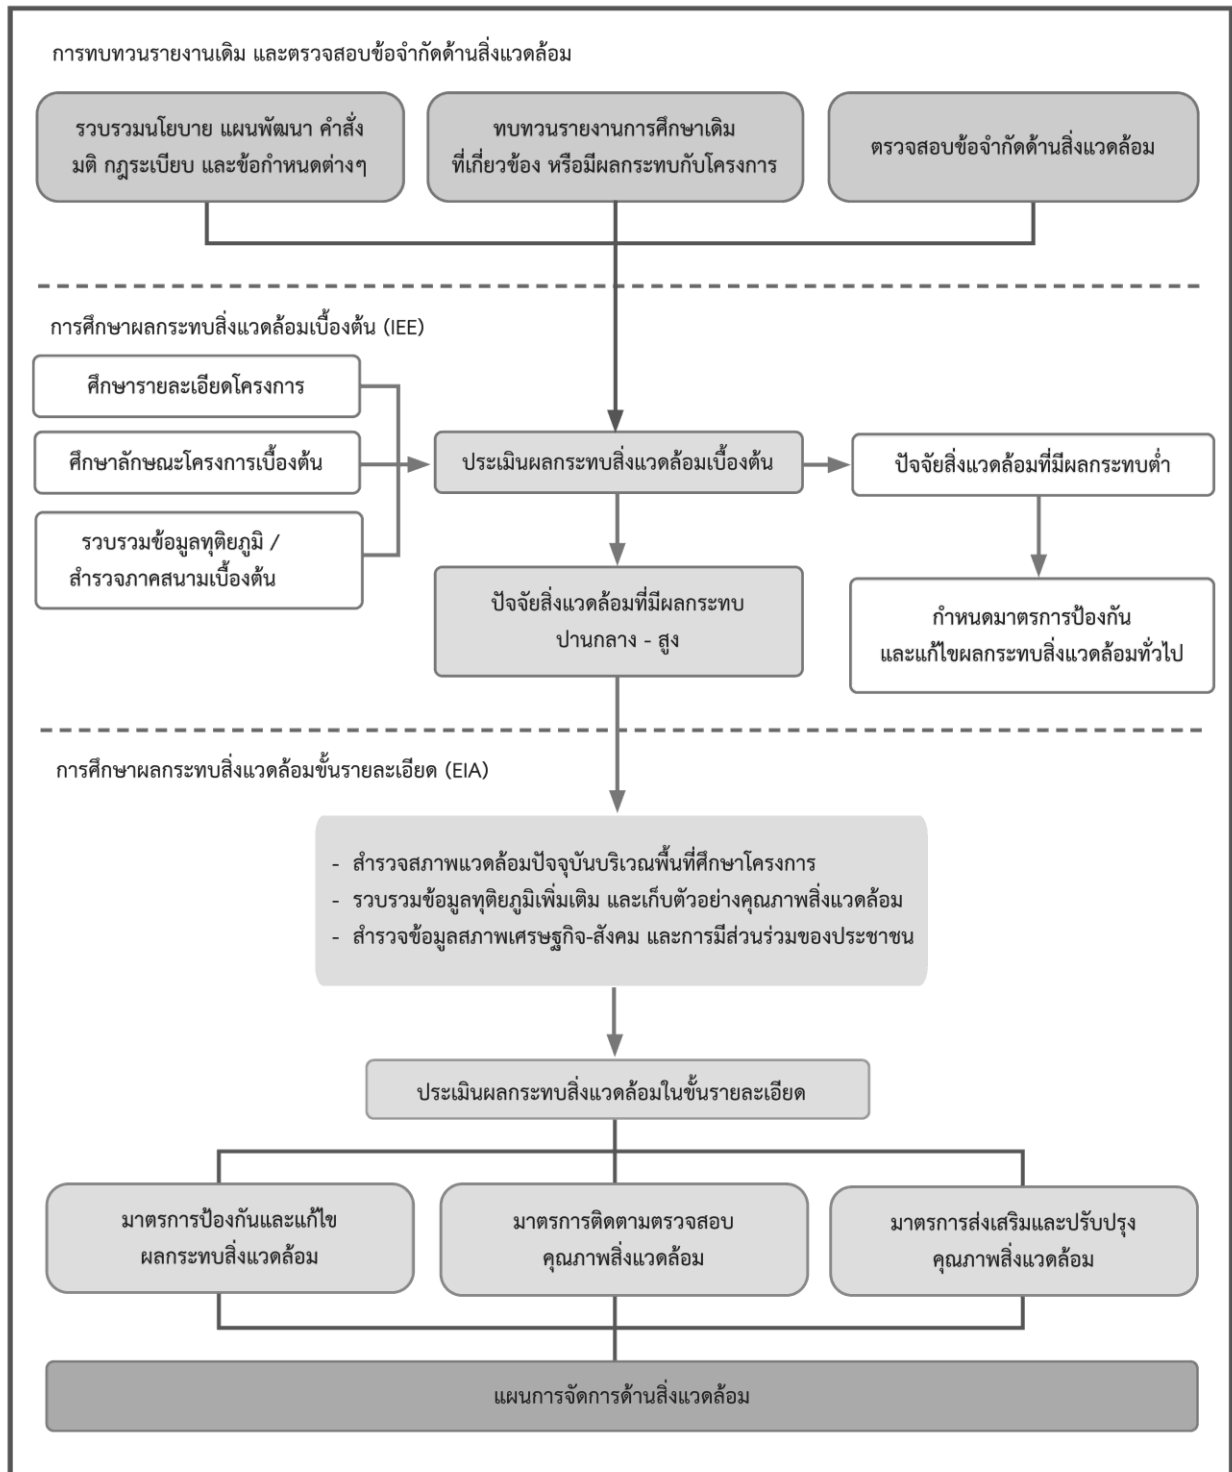 การทบทวนรายงานเดิม และตรวจสอบข้อจำกัดด้านสิ่งแวดล้อม
รวบรวมนโยบาย แผนพัฒนา คำสั่ง
มติ กฎระเบียบ และข้อกำหนดต่างๆ
ทบทวนรายงานการศึกษาเดิม
ที่เกี่ยวข้อง หรือมีผลกระทบกับโครงการ
ตรวจสอบข้อจำกัดด้านสิ่งแวดล้อม
การศึกษาผลกระทบสิ่งแวดล้อมเบื้องต้น (IEE)
ศึกษารายละเอียดโครงการ
ศึกษาลักษณะโครงการเบื้องต้น
รวบรวมข้อมูลทุติยภูมิ /
สำรวจภาคสนามเบื้องต้น
ประเมินผลกระทบสิ่งแวดล้อมเบื้องต้น
ปัจจัยสิ่งแวดล้อมที่มีผลกระทบต่ำ
ปัจจัยสิ่งแวดล้อมที่มีผลกระทบ
ปานกลาง - สูง
กำหนดมาตรการป้องกัน
และแก้ไขผลกระทบสิ่งแวดล้อมทั่วไป
การศึกษาผลกระทบสิ่งแวดล้อมขั้นรายละเอียด (EIA)
- สำรวจสภาพแวดล้อมปัจจุบันบริเวณพื้นที่ศึกษาโครงการ
- รวบรวมข้อมูลทุติยภูมิเพิ่มเติม และเก็บตัวอย่างคุณภาพสิ่งแวดล้อม
- สำรวจข้อมูลสภาพเศรษฐกิจ-สังคม และการมีส่วนร่วมของประชาชน
ประเมินผลกระทบสิ่งแวดล้อมในขั้นรายละเอียด
มาตรการป้องกันและแก้ไข
ผลกระทบสิ่งแวดล้อม
มาตรการติดตามตรวจสอบ
คุณภาพสิ่งแวดล้อม
มาตรการส่งเสริมและปรับปรุง
คุณภาพสิ่งแวดล้อม
แผนการจัดการด้านสิ่งแวดล้อม